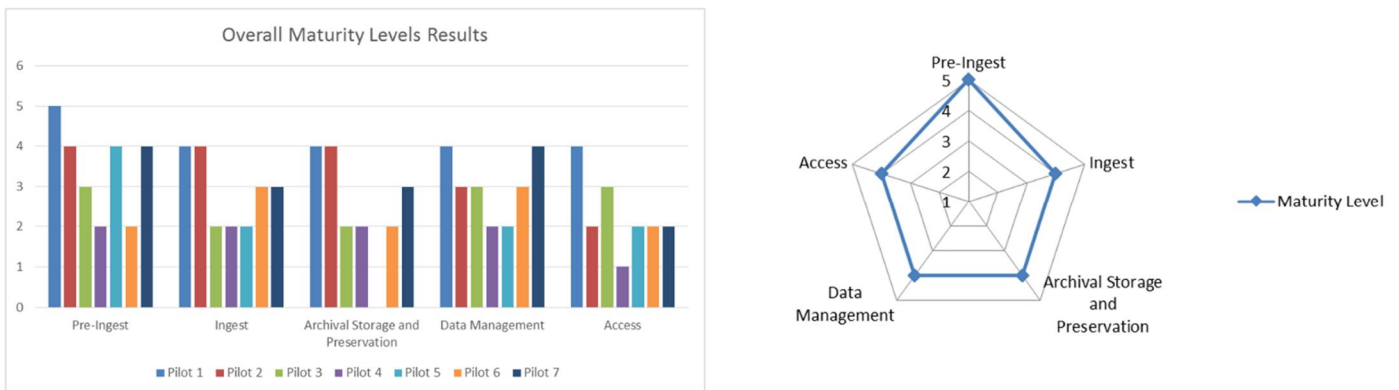 Overall Maturity Levels Results
6
5
4
3
2
1
0
Pre-Ingest
Ingest
Archival Storage and
Preservation
Data Management
Access
Pilot 1
Pilot 2
Pilot 3
Pilot 4
Pilot 5
Pilot 6
Pilot 7
Pre-Ingest
5
4
3
2
1
Access
Ingest
Data
Management
Archival Storage
and
Preservation
Maturity Level